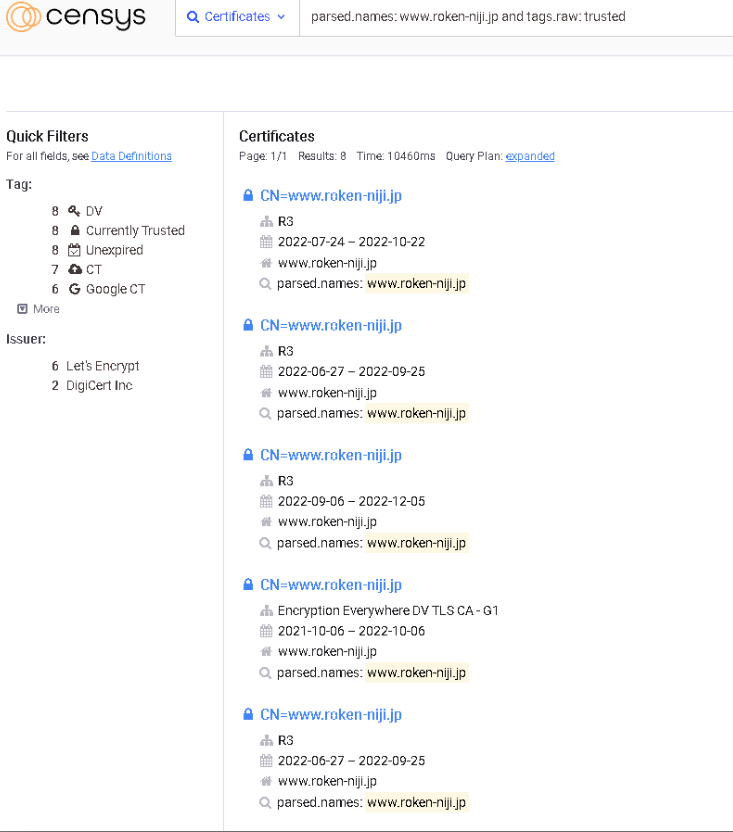 censys
Certificates
parsed.names: www.roken-niji.jp and tags.raw: trusted
Quick Filters
For all fields, see Data Definitions
Tag:
8 DV
8 Currently Trusted
8 Unexpired
7 CT
6 Google CT
More
Issuer:
6 Let's Encrypt
2 DigiCert Inc
Certificates
Page: 1/1 Results: 8 Time: 10460ms Query Plan: expanded
CN=www.roken-niji.jp
R3
2022-07-24 – 2022-10-22
www.roken-niji.jp
parsed.names: www.roken-niji.jp
CN=www.roken-niji.jp
R3
2022-06-27 – 2022-09-25
www.roken-niji.jp
parsed.names: www.roken-niji.jp
CN=www.roken-niji.jp
R3
2022-09-06 – 2022-12-05
www.roken-niji.jp
parsed.names: www.roken-niji.jp
CN=www.roken-niji.jp
Encryption Everywhere DV TLS CA - G1
2021-10-06 – 2022-10-06
www.roken-niji.jp
parsed.names: www.roken-niji.jp
CN=www.roken-niji.jp
R3
2022-06-27 – 2022-09-25
www.roken-niji.jp
parsed.names: www.roken-niji.jp